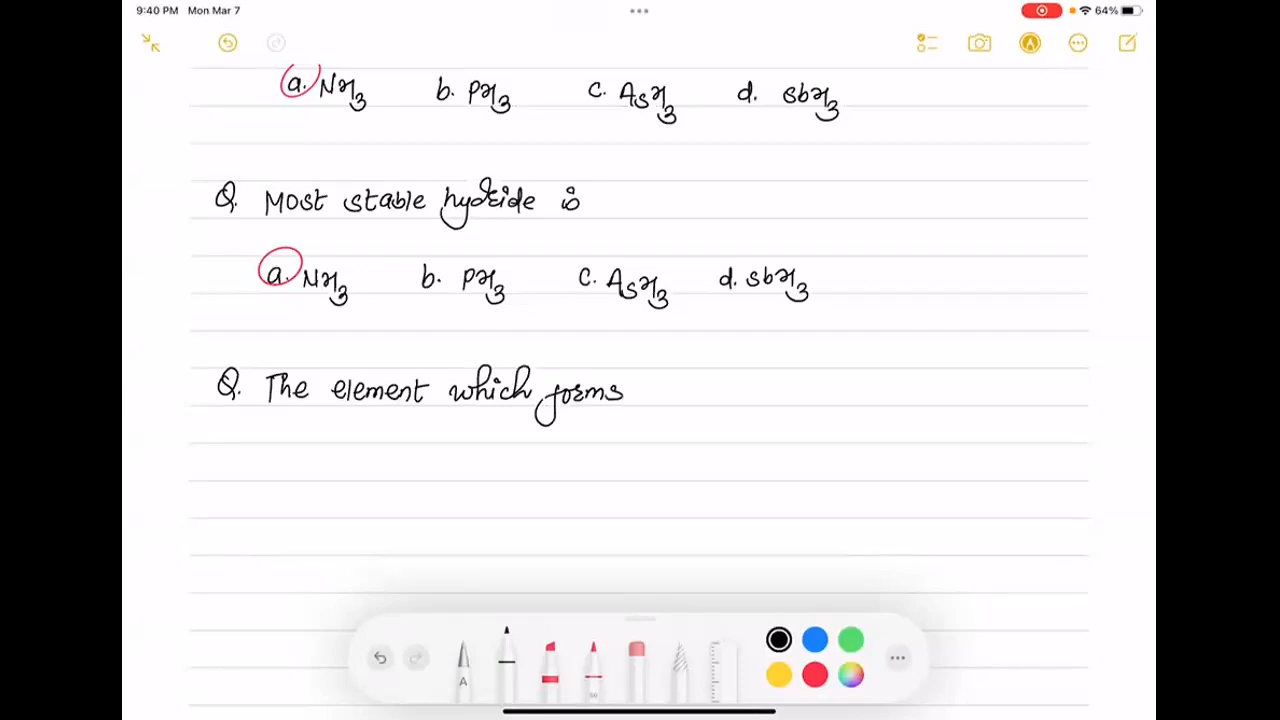 9:40 PM Mon Mar 7 64%
a. NH3 b. PH3 c. AsH3 d. SbH3
Q. Most stable hydride is
a. NH3 b. PH3 c. AsH3 d. SbH3
Q. The element which forms
A
50